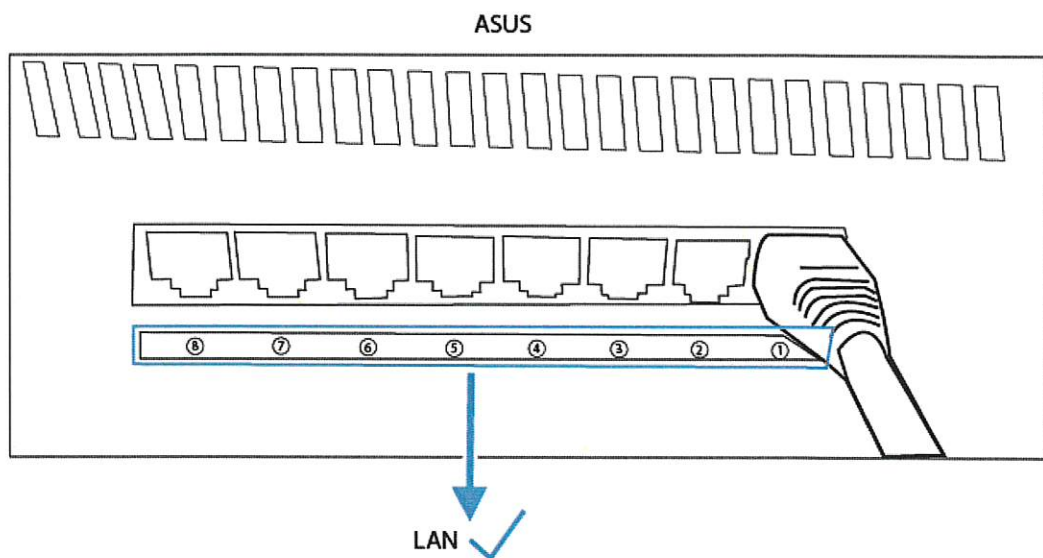 ASUS
⑧ ⑦ ⑥ ⑤ ④ ③ ② ①
LAN